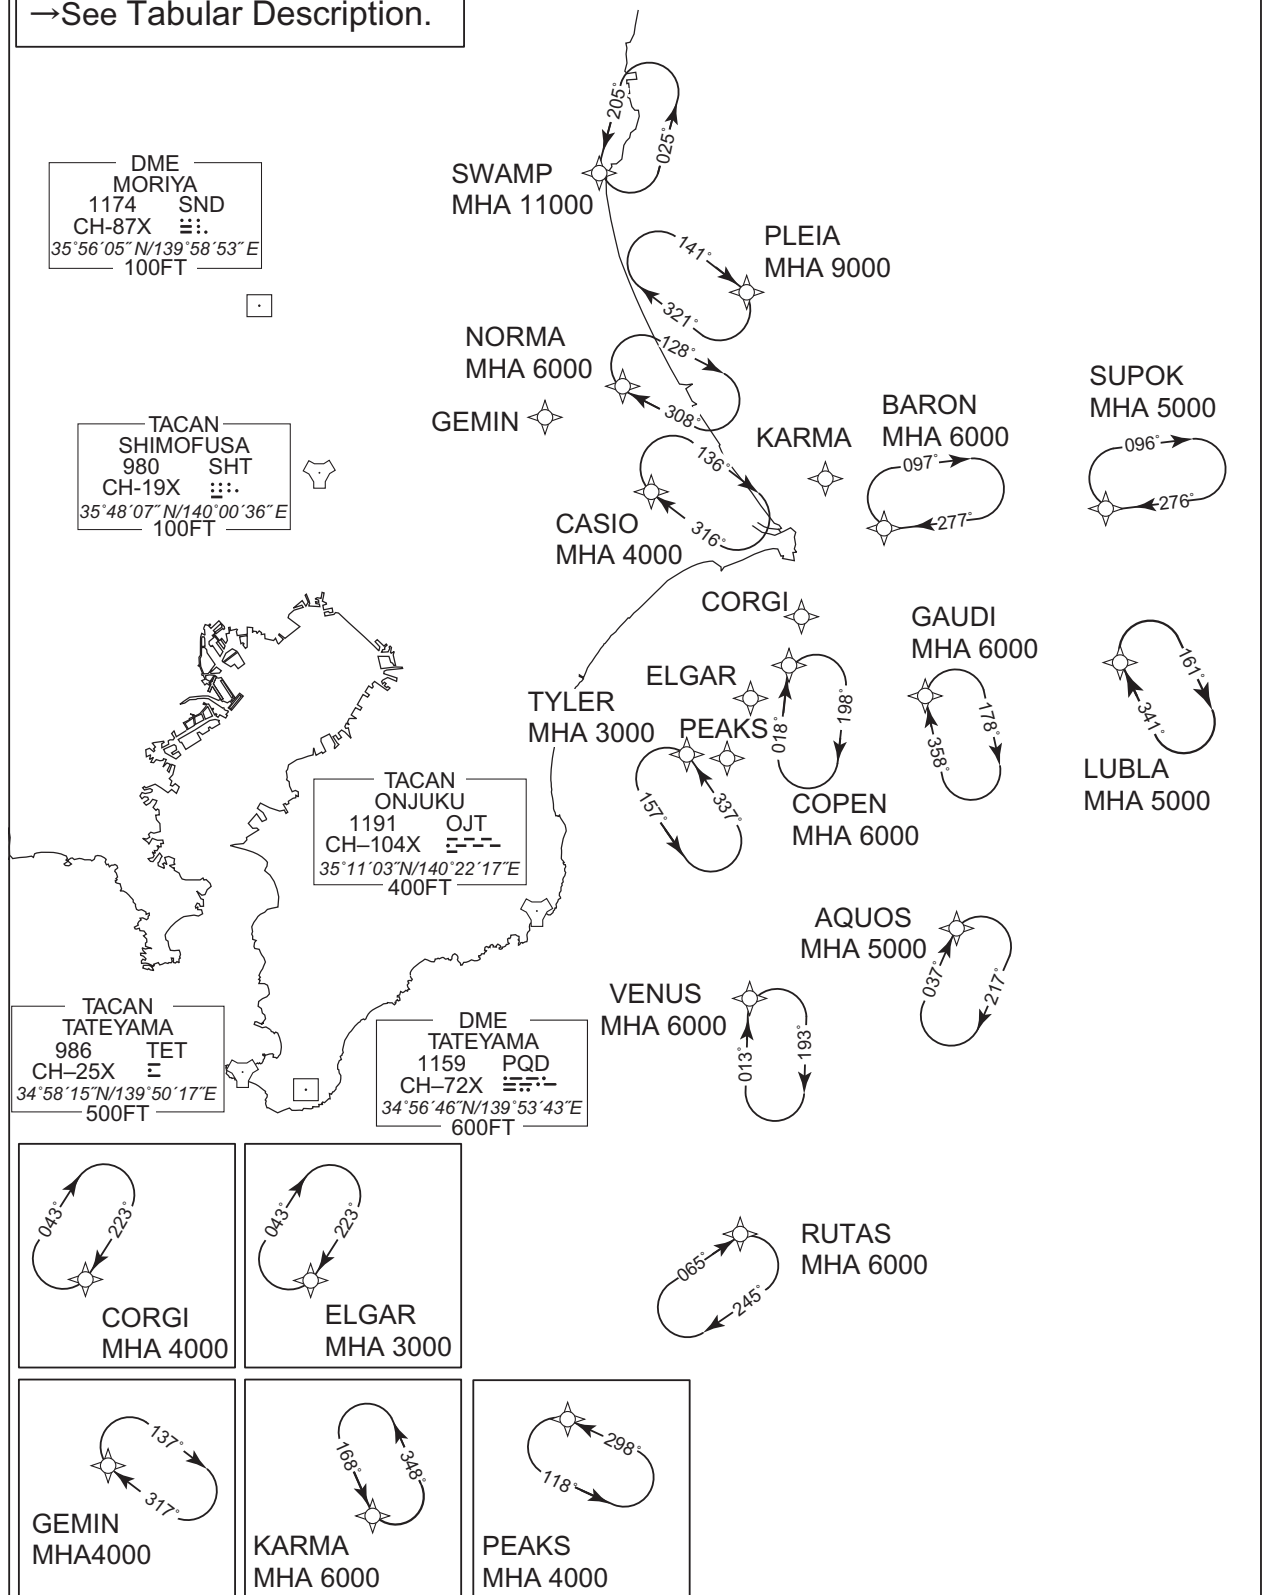 →See Tabular Description.
205°
025°
SWAMP
MHA 11000
DME
MORIYA
1174 SND
CH-87X
35°56´05˝N/139°58´53˝E
100FT
141°
321°
PLEIA
MHA 9000
NORMA
MHA 6000
128°
308°
GEMIN
SUPOK
MHA 5000
096°
276°
BARON
MHA 6000
097°
277°
KARMA
TACAN
SHIMOFUSA
980 SHT
CH-19X
35°48´07˝N/140°00´36˝E
100FT
136°
316°
CASIO
MHA 4000
CORGI
GAUDI
MHA 6000
178°
358°
161°
341°
LUBLA
MHA 5000
ELGAR
TYLER
MHA 3000
PEAKS
157°
337°
018°
198°
COPEN
MHA 6000
TACAN
ONJUKU
1191 OJT
CH–104X
35°11´03˝N/140°22´17˝E
400FT
AQUOS
MHA 5000
037°
217°
VENUS
MHA 6000
013°
193°
TACAN
TATEYAMA
986 TET
CH–25X
34°58´15˝N/139°50´17˝E
500FT
DME
TATEYAMA
1159 PQD
CH–72X
34°56´46˝N/139°53´43˝E
600FT
043°
223°
CORGI
MHA 4000
043°
223°
ELGAR
MHA 3000
065°
245°
RUTAS
MHA 6000
137°
317°
GEMIN
MHA4000
168°
348°
KARMA
MHA 6000
298°
118°
PEAKS
MHA 4000